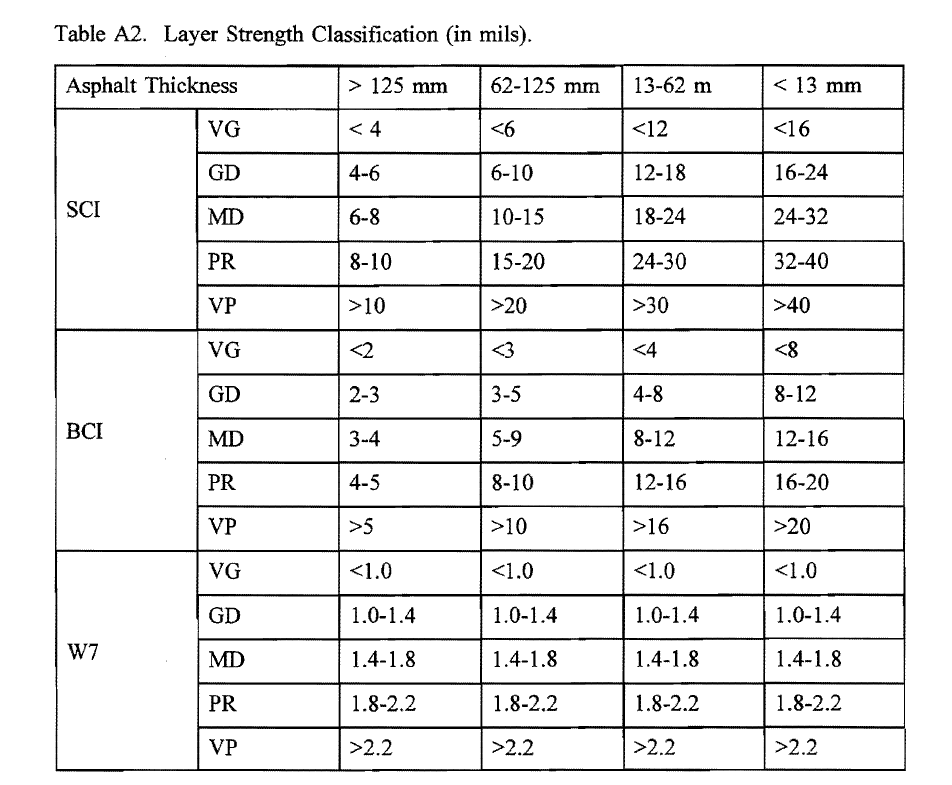 Table A2. Layer Strength Classification (in mils).
Asphalt Thickness > 125 mm 62-125 mm 13-62 m < 13 mm
SCI
VG < 4 <6 <12 <16
GD 4-6 6-10 12-18 16-24
MD 6-8 10-15 18-24 24-32
PR 8-10 15-20 24-30 32-40
VP >10 >20 >30 >40
BCI
VG <2 <3 <4 <8
GD 2-3 3-5 4-8 8-12
MD 3-4 5-9 8-12 12-16
PR 4-5 8-10 12-16 16-20
VP >5 >10 >16 >20
W7
VG <1.0 <1.0 <1.0 <1.0
GD 1.0-1.4 1.0-1.4 1.0-1.4 1.0-1.4
MD 1.4-1.8 1.4-1.8 1.4-1.8 1.4-1.8
PR 1.8-2.2 1.8-2.2 1.8-2.2 1.8-2.2
VP >2.2 >2.2 >2.2 >2.2